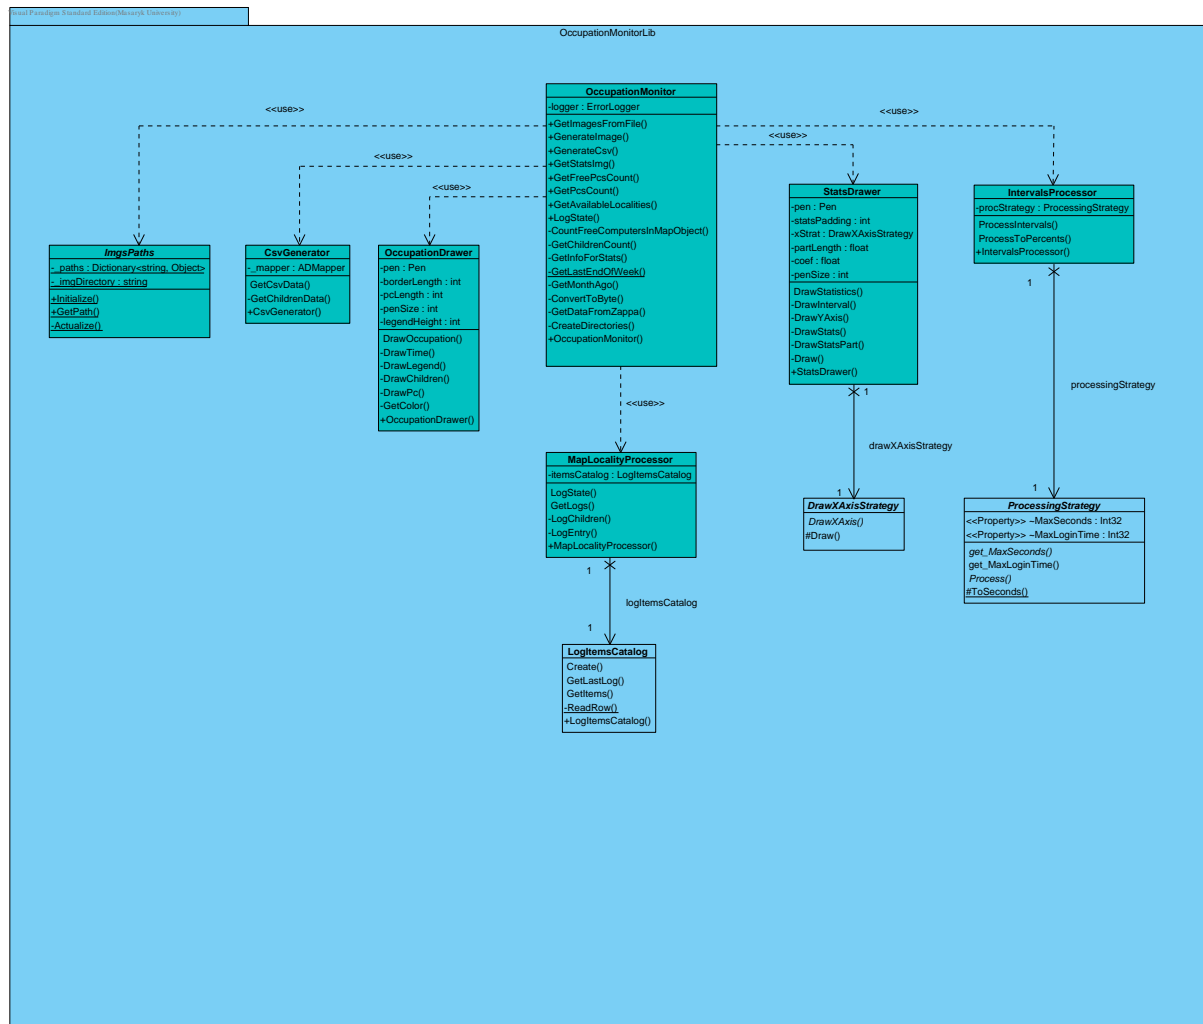 Visual Paradigm Standard Edition(Masaryk University)
OccupationMonitorLib
OccupationMonitor
-logger : ErrorLogger
+GetImagesFromFile()
+GenerateImage()
+GenerateCsv()
+GetStatsImg()
+GetFreePcsCount()
+GetPcsCount()
+GetAvailableLocalities()
+LogState()
-CountFreeComputersInMapObject()
-GetChildrenCount()
-GetInfoForStats()
-GetLastEndOfWeek()
-GetMonthAgo()
-ConvertToByte()
-GetDataFromZappa()
-CreateDirectories()
+OccupationMonitor()
<<use>>
<<use>>
<<use>>
<<use>>
<<use>>
<<use>>
ImgsPaths
-_paths : Dictionary<string, Object>
-_imgDirectory : string
+Initialize()
+GetPath()
-Actualize()
CsvGenerator
-_mapper : ADMapper
GetCsvData()
-GetChildrenData()
+CsvGenerator()
OccupationDrawer
-pen : Pen
-borderLength : int
-pcLength : int
-penSize : int
-legendHeight : int
DrawOccupation()
-DrawTime()
-DrawLegend()
-DrawChildren()
-DrawPc()
-GetColor()
+OccupationDrawer()
StatsDrawer
-pen : Pen
-statsPadding : int
-xStrat : DrawXAxisStrategy
-partLength : float
-coef : float
-penSize : int
DrawStatistics()
-DrawInterval()
-DrawYAxis()
-DrawStats()
-DrawStatsPart()
-Draw()
+StatsDrawer()
IntervalsProcessor
-procStrategy : ProcessingStrategy
ProcessIntervals()
ProcessToPercents()
+IntervalsProcessor()
1
processingStrategy
1
1
drawXAxisStrategy
1
MapLocalityProcessor
-itemsCatalog : LogItemsCatalog
LogState()
GetLogs()
-LogChildren()
-LogEntry()
+MapLocalityProcessor()
1
logItemsCatalog
1
DrawXAxisStrategy
DrawXAxis()
#Draw()
ProcessingStrategy
<<Property>> ~MaxSeconds : Int32
<<Property>> ~MaxLoginTime : Int32
get_MaxSeconds()
get_MaxLoginTime()
Process()
#ToSeconds()
LogItemsCatalog
Create()
GetLastLog()
GetItems()
-ReadRow()
+LogItemsCatalog()